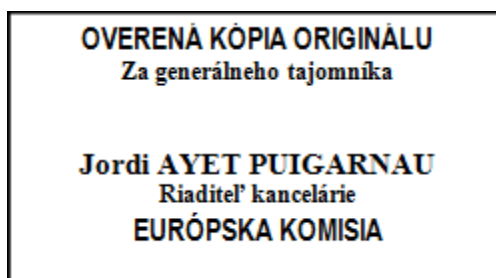 OVERENÁ KÓPIA ORIGINÁLU
Za generálneho tajomníka
Jordi AYET PUIGARNAU
Riaditeľ kancelárie
EURÓPSKA KOMISIA